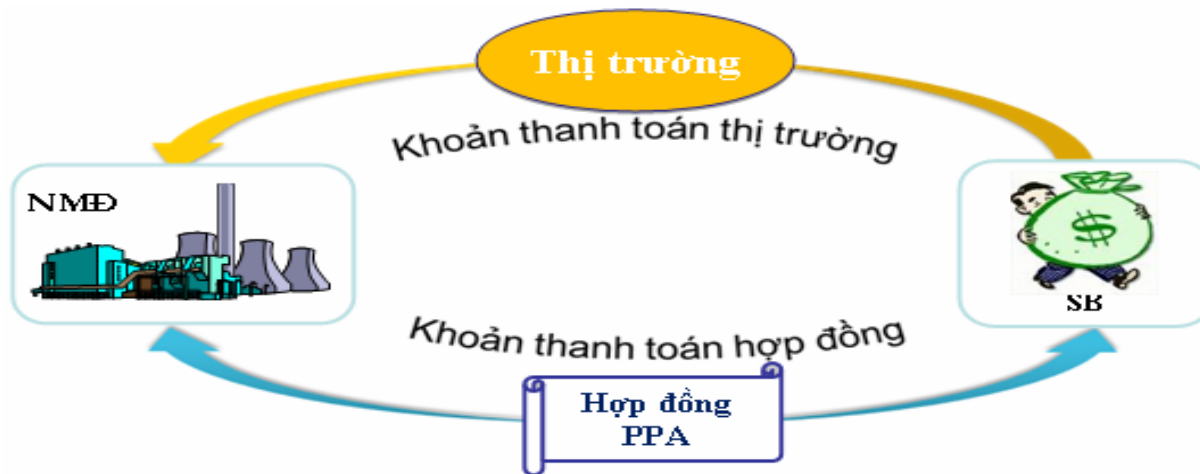 Thị trường
Khoản thanh toán thị trường
NMĐ
$
SB
Khoản thanh toán hợp đồng
Hợp đồng
PPA